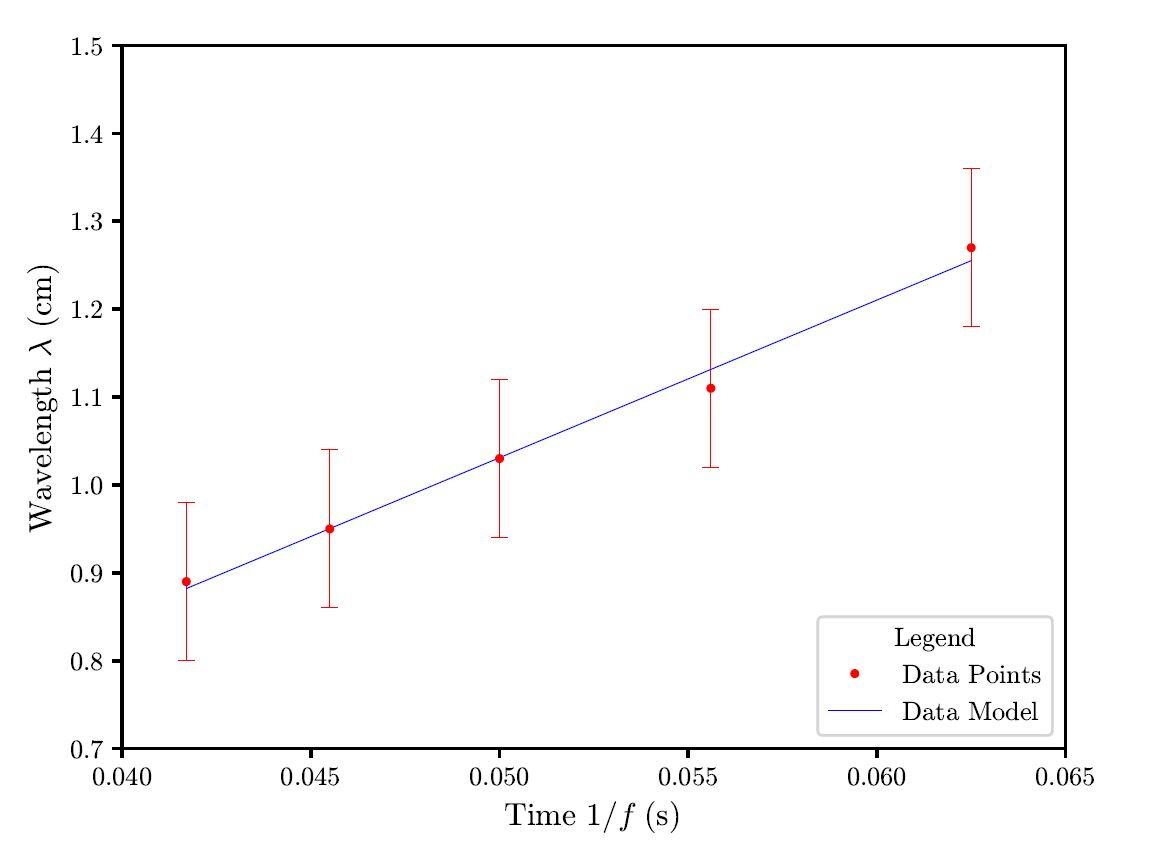 1.5
1.4
1.3
1.2
1.1
1.0
0.9
0.8
0.7
Wavelength λ (cm)
0.040 0.045 0.050 0.055 0.060 0.065
Time 1/f (s)
Legend
Data Points
Data Model